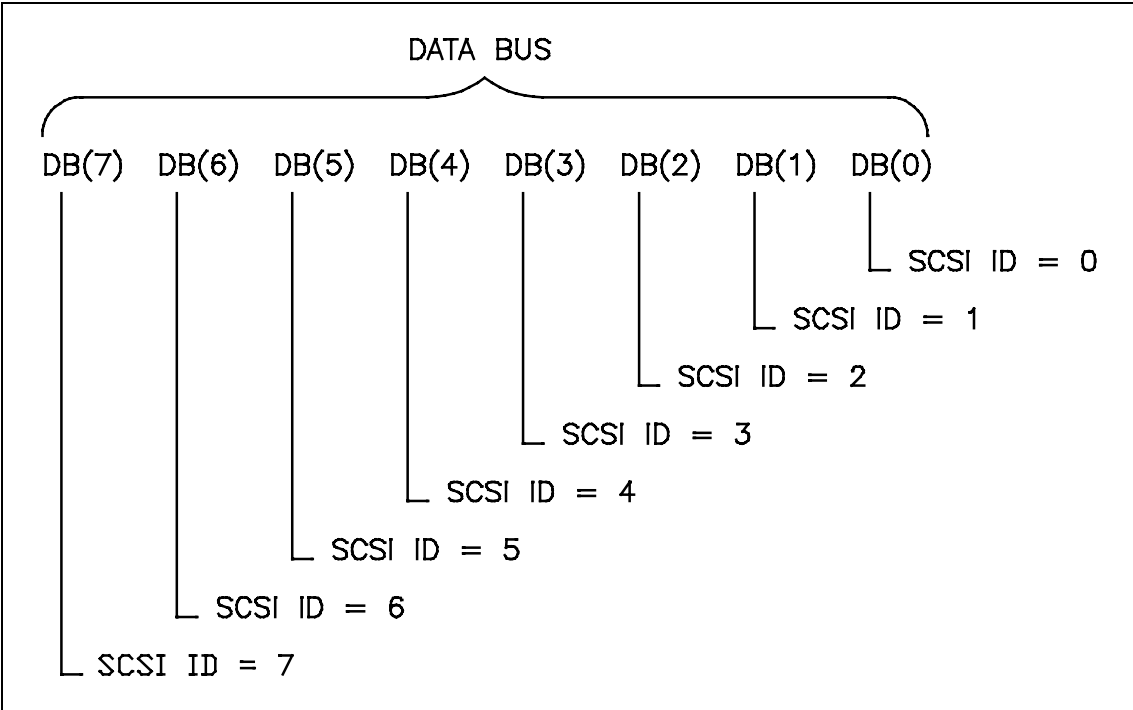 DATA BUS
DB(7) DB(6) DB(5) DB(4) DB(3) DB(2) DB(1) DB(0)
SCSI ID = 0
SCSI ID = 1
SCSI ID = 2
SCSI ID = 3
SCSI ID = 4
SCSI ID = 5
SCSI ID = 6
SCSI ID = 7